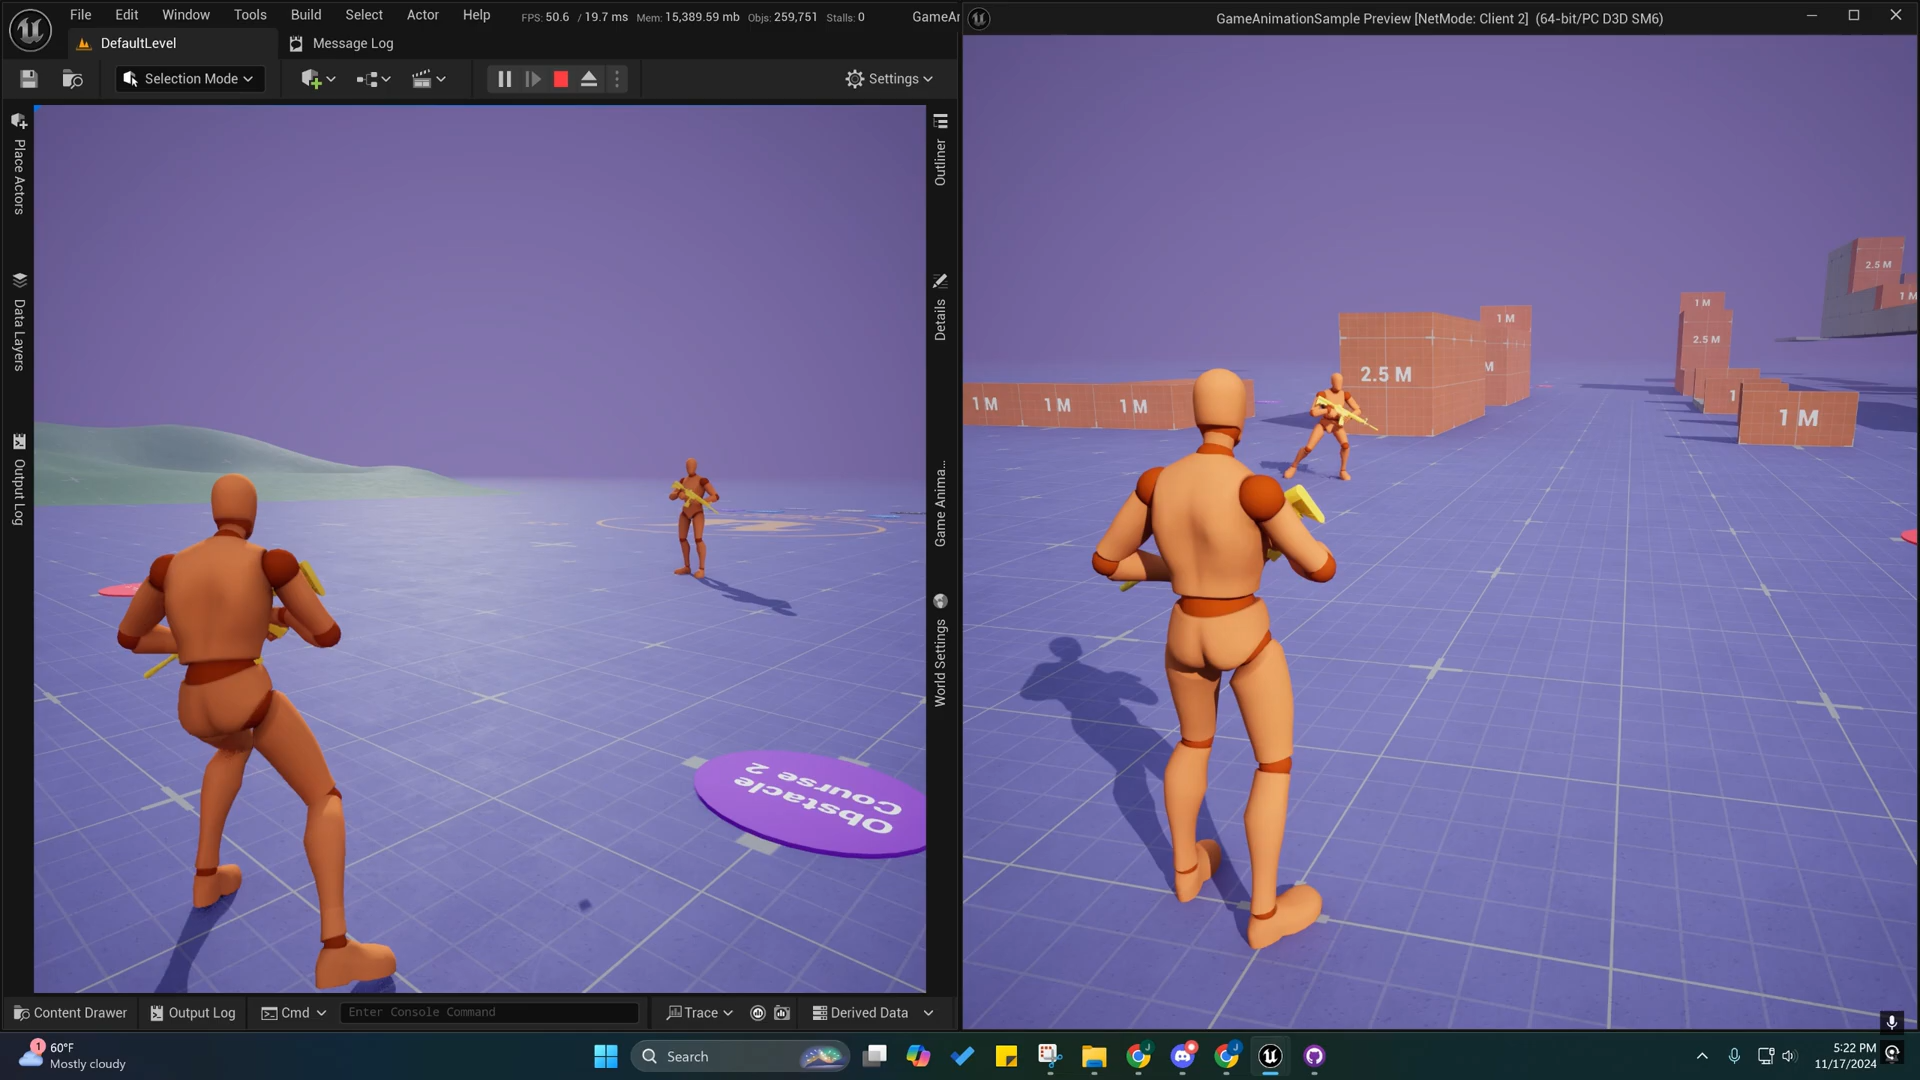 File Edit Window Tools Build Select Actor Help
FPS: 50.6 / 19.7 ms Mem: 15,389.59 mb Objs: 259,751 Stalls: 0
GameAr
DefaultLevel
Message Log
Selection Mode
Settings
Place Actors
Data Layers
Output Log
Outliner
Details
Game Anima...
World Settings
Obstacle
Course 2
Content Drawer
Output Log
Cmd
Enter Console Command
Trace
Derived Data
GameAnimationSample Preview [NetMode: Client 2] (64-bit/PC D3D SM6)
2.5 M
1 M
1 M
2.5 M
1 M
1 M
1 M
1 M
2.5 M
M
1
1 M
1
60°F
Mostly cloudy
Search
J
J
5:22 PM
11/17/2024